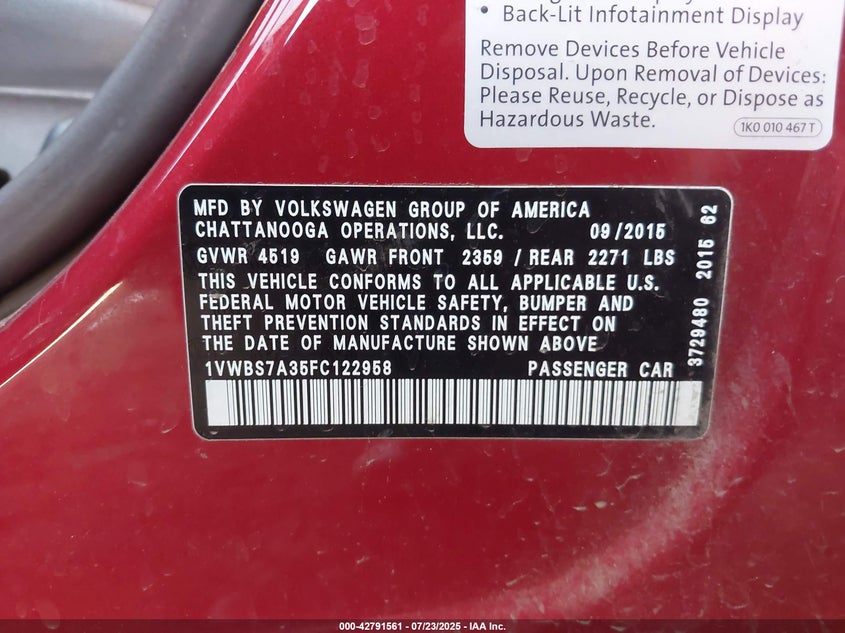 • Back-Lit Infotainment Display
Remove Devices Before Vehicle
Disposal. Upon Removal of Devices:
Please Reuse, Recycle, or Dispose as
Hazardous Waste.
1K0 010 467 T
MFD BY VOLKSWAGEN GROUP OF AMERICA
CHATTANOOGA OPERATIONS, LLC. 09/2015
GVWR 4519 GAWR FRONT 2359 / REAR 2271 LBS
THIS VEHICLE CONFORMS TO ALL APPLICABLE U.S.
FEDERAL MOTOR VEHICLE SAFETY, BUMPER AND
THEFT PREVENTION STANDARDS IN EFFECT ON
THE DATE OF MANUFACTURE SHOWN ABOVE
1VWBS7A35FC122958 PASSENGER CAR
3729480 2015 62
000-42791561 - 07/23/2025 - IAA Inc.